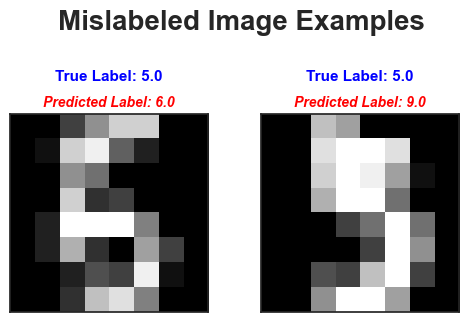 Mislabeled Image Examples
True Label: 5.0
Predicted Label: 6.0
True Label: 5.0
Predicted Label: 9.0